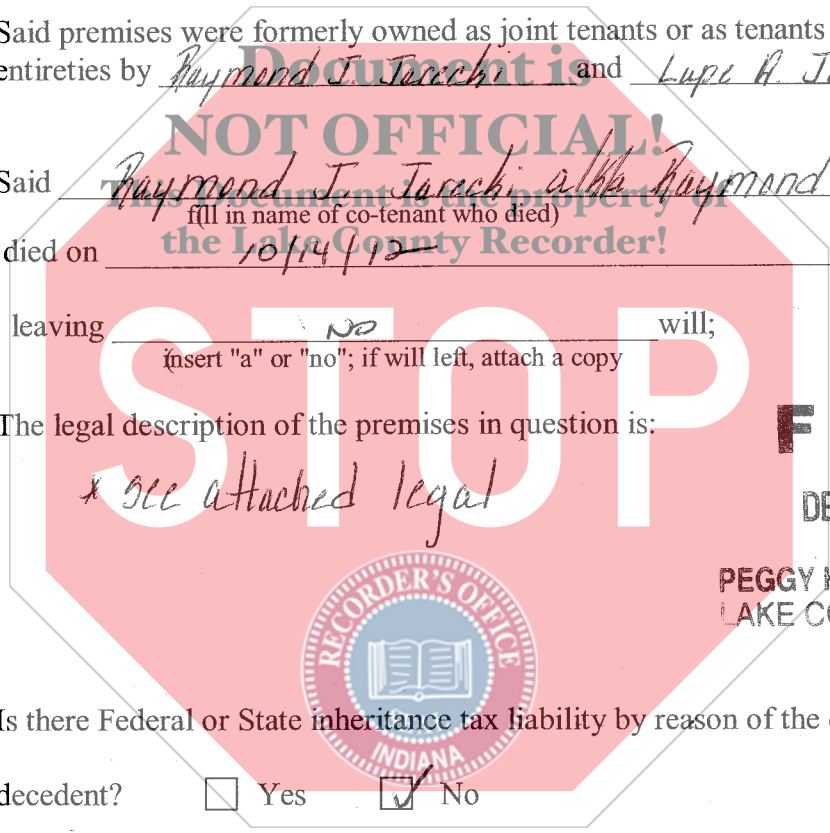 Said premises were formerly owned as joint tenants or as tenants
entireties by Raymond J. Jarecki and Lupe A. Ja
Document is
NOT OFFICIAL!
Said Raymond J. Jarecki a/k/a Raymond
This Document is the property of
fill in name of co-tenant who died)
the Lake County Recorder!
died on 10/14/12
leaving NO will;
insert "a" or "no"; if will left, attach a copy
STOP
The legal description of the premises in question is:
F
* see attached legal
DE
PEGGY
LAKE CO
RECORDER'S OFFICE
INDIANA
Is there Federal or State inheritance tax liability by reason of the
decedent? Yes ✓ No